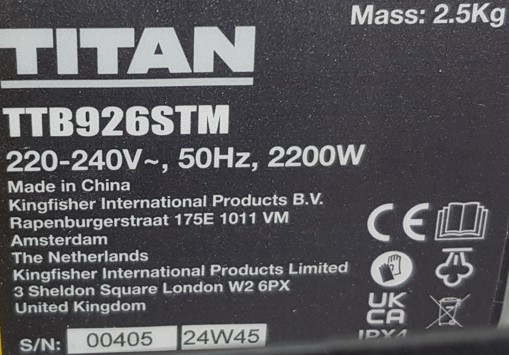 Mass: 2.5Kg
TITAN
TTB926STM
220-240V~, 50Hz, 2200W
Made in China
Kingfisher International Products B.V.
Rapenburgerstraat 175E 1011 VM
Amsterdam
The Netherlands
Kingfisher International Products Limited
3 Sheldon Square London W2 6PX
United Kingdom
CE
UK
CA
IPX4
S/N: 00405 24W45